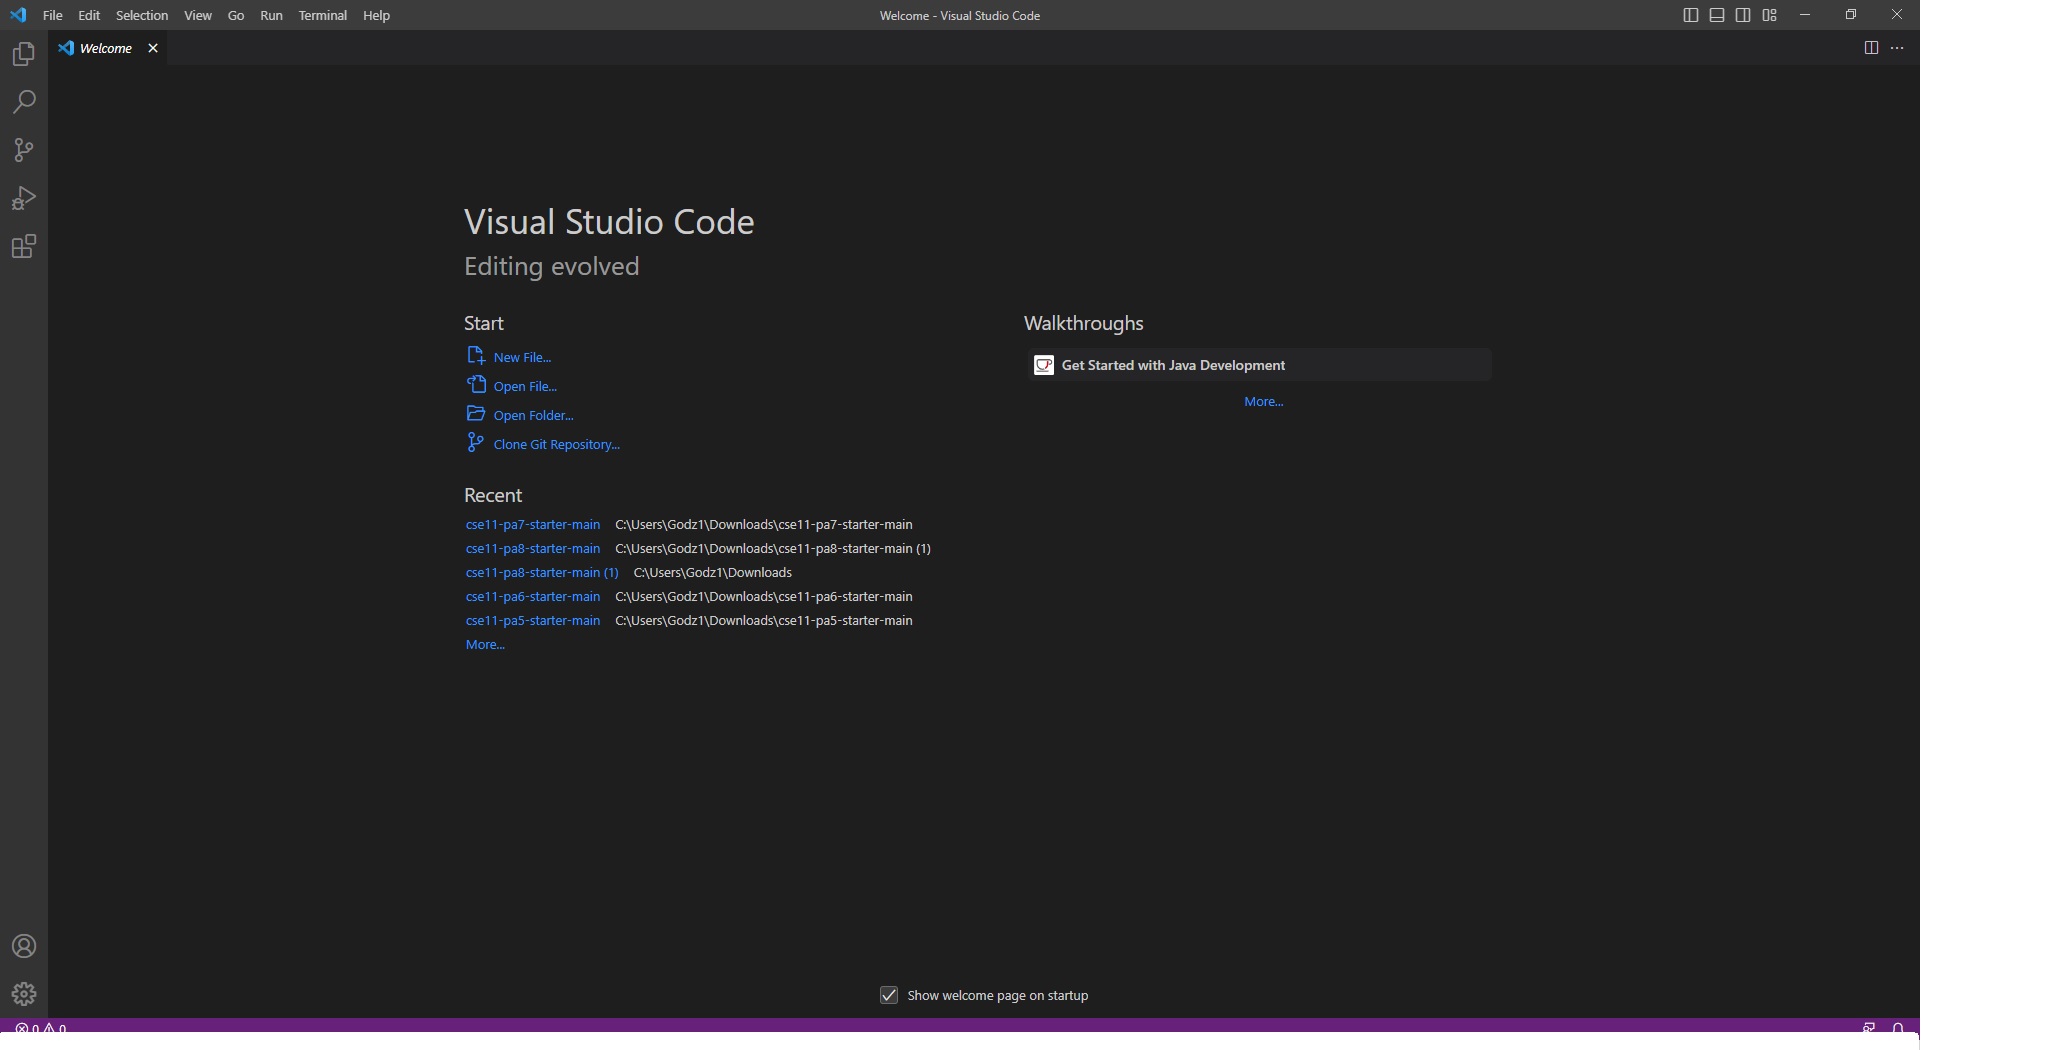 File Edit Selection View Go Run Terminal Help
Welcome - Visual Studio Code
Welcome
Visual Studio Code
Editing evolved
Start
New File...
Open File...
Open Folder...
Clone Git Repository...
Walkthroughs
Get Started with Java Development
More...
Recent
cse11-pa7-starter-main C:\Users\Godz1\Downloads\cse11-pa7-starter-main
cse11-pa8-starter-main C:\Users\Godz1\Downloads\cse11-pa8-starter-main (1)
cse11-pa8-starter-main (1) C:\Users\Godz1\Downloads
cse11-pa6-starter-main C:\Users\Godz1\Downloads\cse11-pa6-starter-main
cse11-pa5-starter-main C:\Users\Godz1\Downloads\cse11-pa5-starter-main
More...
Show welcome page on startup
0 0